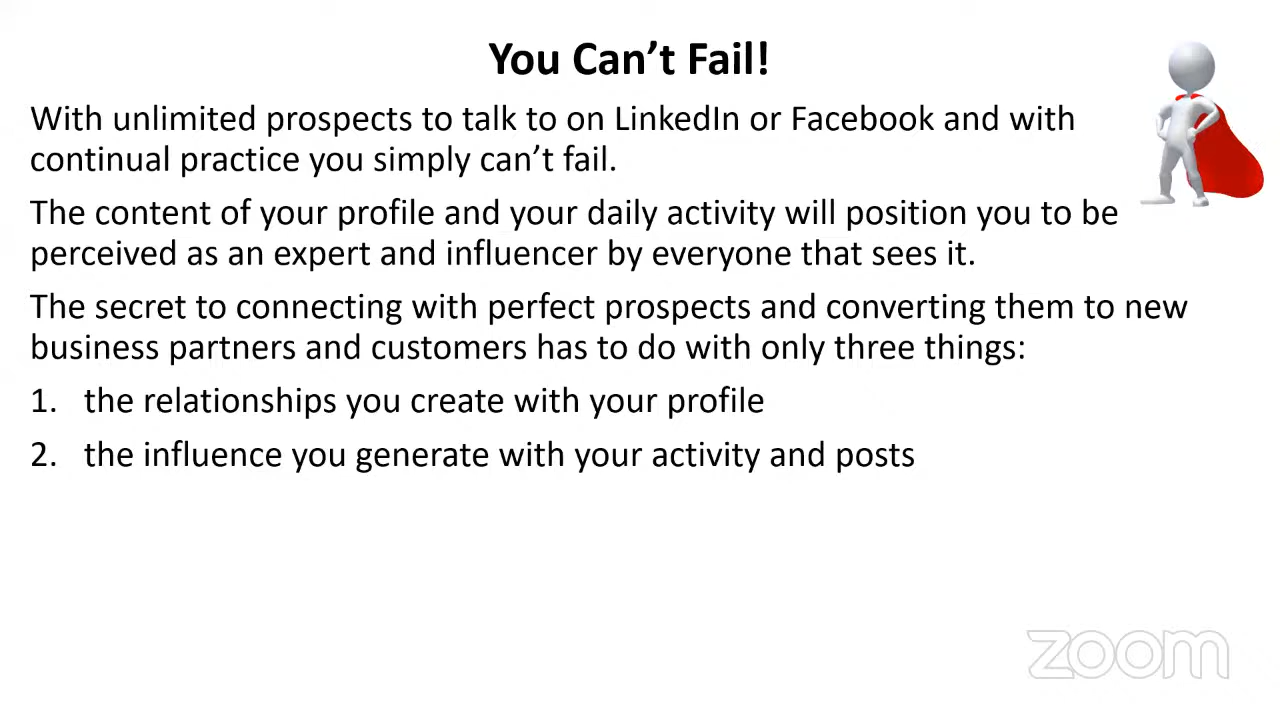 You Can’t Fail!
With unlimited prospects to talk to on LinkedIn or Facebook and with
continual practice you simply can’t fail.
The content of your profile and your daily activity will position you to be
perceived as an expert and influencer by everyone that sees it.
The secret to connecting with perfect prospects and converting them to new
business partners and customers has to do with only three things:
1. the relationships you create with your profile
2. the influence you generate with your activity and posts
zoom